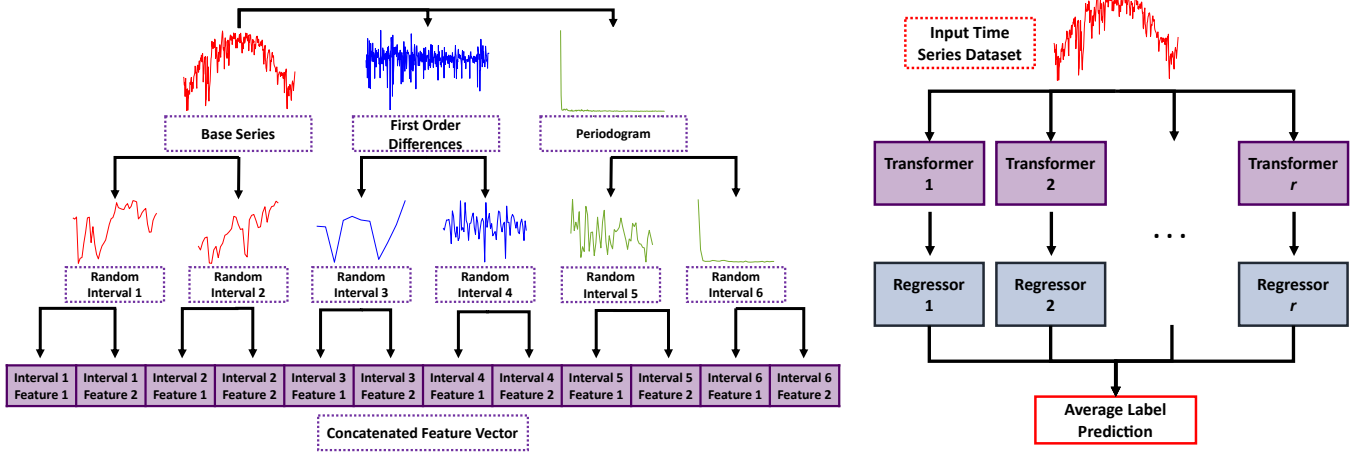 Base Series
First Order
Differences
Periodogram
Random
Interval 1
Random
Interval 2
Random
Interval 3
Random
Interval 4
Random
Interval 5
Random
Interval 6
Interval 1
Feature 1
Interval 1
Feature 2
Interval 2
Feature 1
Interval 2
Feature 2
Interval 3
Feature 1
Interval 3
Feature 2
Interval 4
Feature 1
Interval 4
Feature 2
Interval 5
Feature 1
Interval 5
Feature 2
Interval 6
Feature 1
Interval 6
Feature 2
Concatenated Feature Vector
Input Time
Series Dataset
Transformer
1
Transformer
2
Transformer
r
. . .
Regressor
1
Regressor
2
Regressor
r
Average Label
Prediction